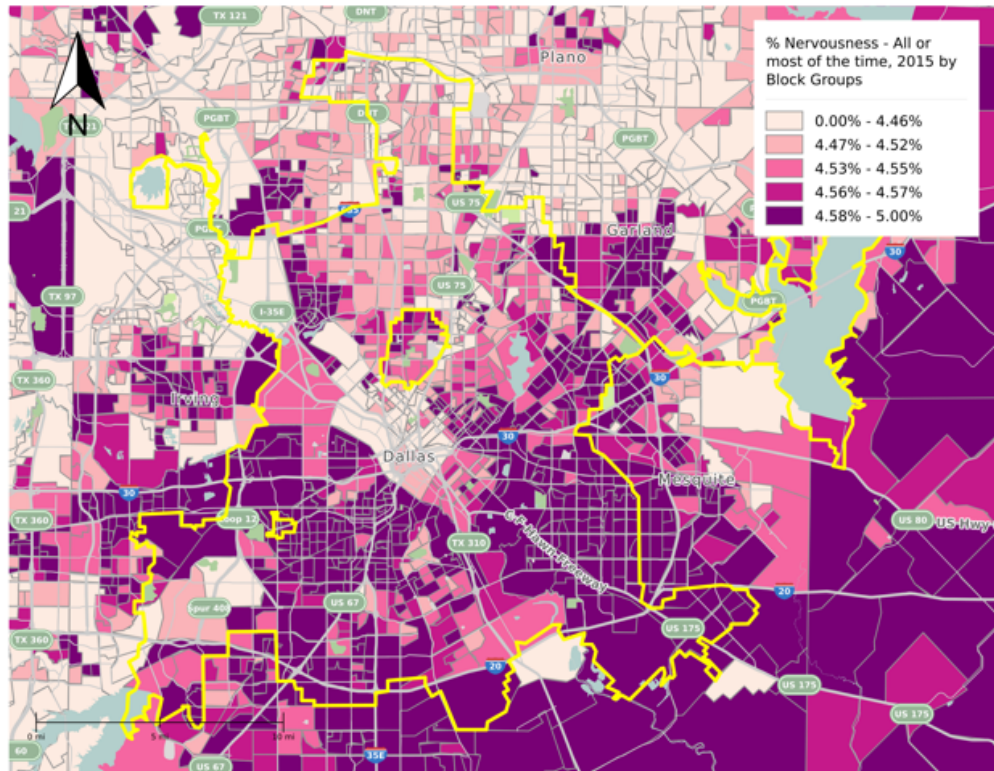 TX 121
DNT
Plano
% Nervousness - All or
most of the time, 2015 by
Block Groups
0.00% - 4.46%
4.47% - 4.52%
4.53% - 4.55%
4.56% - 4.57%
4.58% - 5.00%
N
PGBT
DNT
PGBT
21
US 75
Garland
30
US 75
TX 97
I-35E
PGBT
TX 360
Irving
30
30
Dallas
Mesquite
30
TX 360
Loop 12
TX 310
C F Hawn Freeway
US 80
US Hwy
Spur 408
US 67
20
TX 360
US 175
20
US 175
US 175
0 mi
5 mi
10 mi
60
35E
US 67